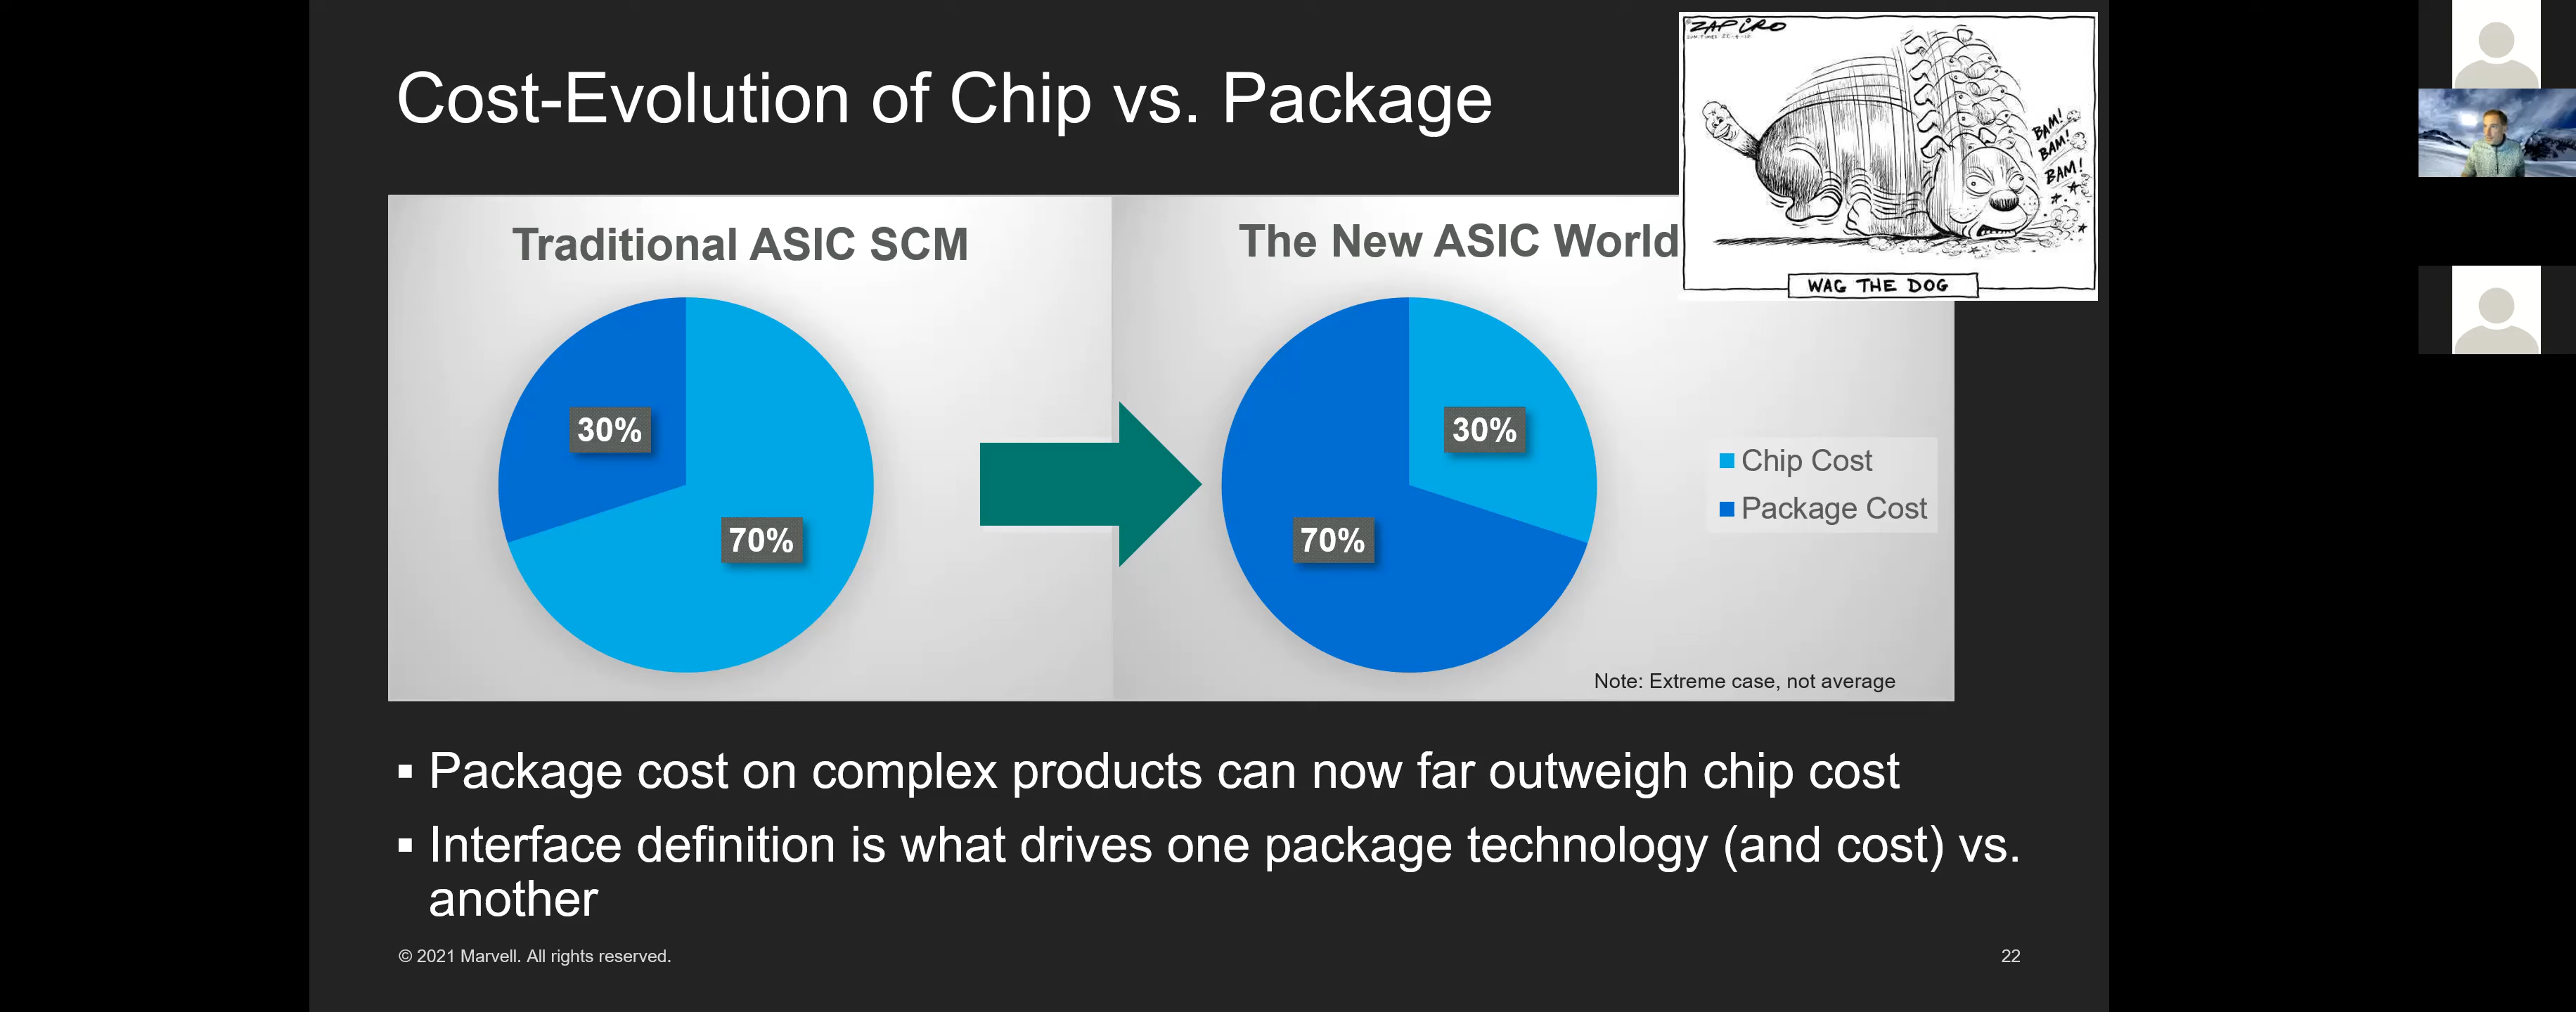 Cost-Evolution of Chip vs. Package
ZAPIRO
BAM!
BAM!
BAM!
WAG THE DOG
Traditional ASIC SCM
30%
70%
The New ASIC World
30%
70%
Chip Cost
Package Cost
Note: Extreme case, not average
▪ Package cost on complex products can now far outweigh chip cost
▪ Interface definition is what drives one package technology (and cost) vs.
another
© 2021 Marvell. All rights reserved.
22